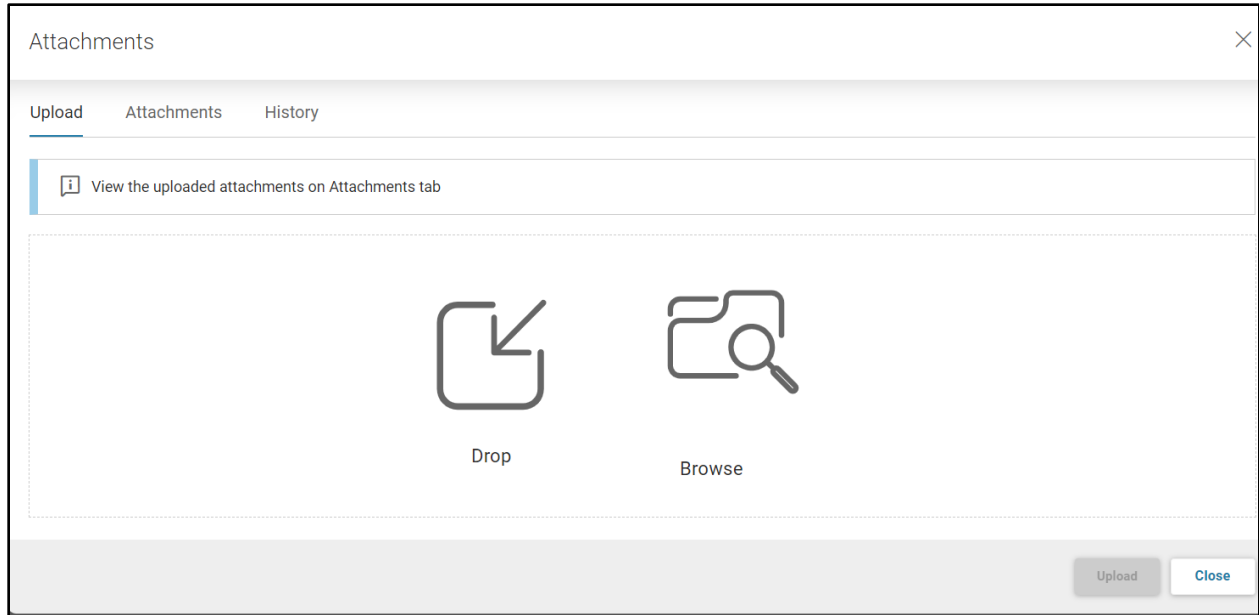 Attachments
Upload Attachments History
View the uploaded attachments on Attachments tab
Drop
Browse
Upload Close